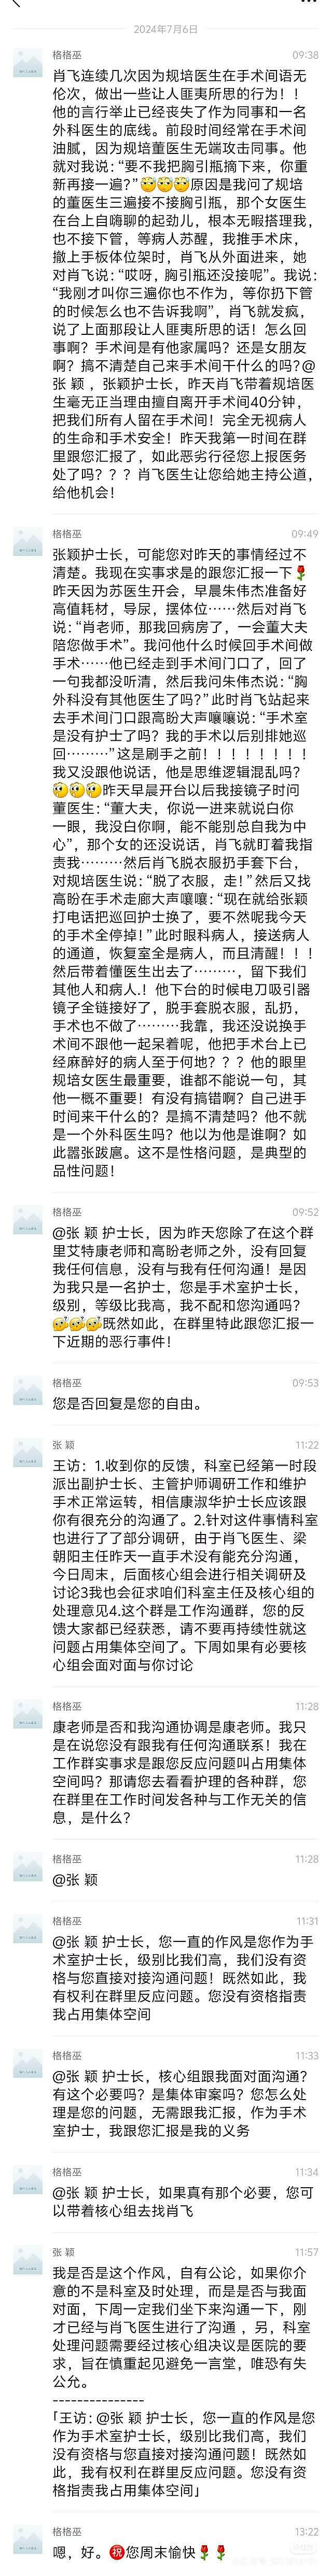 2024年7月6日
格格巫
09:38
肖飞连续几次因为规培医生在手术间语无
伦次，做出一些让人匪夷所思的行为！！
他的言行举止已经丧失了作为同事和一名
外科医生的底线。前段时间经常在手术间
油腻，因为规培董医生无端攻击同事。他
就对我说：“要不我把胸引瓶摘下来，你重
新再接一遍？”🤔🤔🤔原因是我问了规培
的董医生三遍接不接胸引瓶，那个女医生
在台上自嗨聊的起劲儿，根本无暇搭理我，
也不接下管，等病人苏醒，我推手术床，
撤上手板体位架时，肖飞从外面进来，她
对肖飞说：“哎呀，胸引瓶还没接呢”。我说：
“我刚才叫你三遍你也不作为，等你扔下管
的时候怎么也不告诉我啊”，肖飞就发疯，
说了上面那段让人匪夷所思的话！怎么回
事啊？手术间是有他家属吗？还是女朋友
啊？搞不清楚自己来手术间干什么的吗?@
张 颖 ，张颖护士长，昨天肖飞带着规培医
生毫无正当理由擅自离开手术间40分钟，
把我们所有人留在手术间！完全无视病人
的生命和手术安全！昨天我第一时间在群
里跟您汇报了，如此恶劣行径您上报医务
处了吗？？？肖飞医生让您给她主持公道，
给他机会！
格格巫
09:49
张颖护士长，可能您对昨天的事情经过不
清楚。我现在实事求是的跟您汇报一下🌹
昨天因为苏医生开会，早晨朱伟杰准备好
高值耗材，导尿，摆体位……然后对肖飞
说：“肖老师，那我回病房了，一会董大夫
陪您做手术”。我问他什么时候回手术间做
手术……他已经走到手术间门口了，回了
一句我都没听清，然后我问朱伟杰：“胸
外科没有其他医生了吗？”此时肖飞站起来
去手术间门口跟高盼大声嚷嚷说：“手术室
是没有护士了吗？我的手术以后别排她巡
回………”这是刷手之前！！！！！！！！
我又没跟他说话，他是思维逻辑混乱吗？
🤔🤔🤔昨天早晨开台以后我接镜子时问
董医生：“董大夫，你说一进来就说白你
一眼，我没白你啊，能不能别总自我为中
心”，那个女的还没说话，肖飞就盯着我指
责我………然后肖飞脱衣服扔手套下台，
对规培医生说：“脱了衣服，走！”然后又找
高盼在手术走廊大声嚷嚷：“现在就给张颖
打电话把巡回护士换了，要不然呢我今天
的手术全停掉！”此时眼科病人，接送病人
的通道，恢复室全是病人，而且清醒！！！
然后带着懂医生出去了………，留下我们
其他人和病人.！他下台的时候电刀吸引器
镜子全链接好了，脱手套脱衣服，乱扔，
手术也不做了………我靠，我还没说换手
术间不跟他一起呆着呢，他把手术台上已
经麻醉好的病人至于何地？？？他的眼里
规培女医生最重要，谁都不能说一句，其
他一概不重要！有没有搞错啊？自己进手
时间来干什么的？是搞不清楚吗？他不就
是一个外科医生吗？他以为他是谁啊？如
此嚣张跋扈。这不是性格问题，是典型的
品性问题！
格格巫
09:52
@张 颖 护士长，因为昨天您除了在这个群
里艾特康老师和高盼老师之外，没有回复
我任何信息，没有与我有任何沟通！是因
为我只是一名护士，您是手术室护士长，
级别，等级比我高，我不配和您沟通吗？
🤔🤔🤔既然如此，在群里特此跟您汇报一
下近期的恶行事件！
格格巫
09:53
您是否回复是您的自由。
张 颖
11:22
王访：1.收到你的反馈，科室已经第一时段
派出副护士长、主管护师调研工作和维护
手术正常运转，相信康淑华护士长应该跟
你有很充分的沟通了。2.针对这件事情科室
也进行了了部分调研，由于肖飞医生、梁
朝阳主任昨天一直手术没有能充分沟通，
今日周末，后面核心组会进行相关调研及
讨论3我也会征求咱们科室主任及核心组的
处理意见4.这个群是工作沟通群，您的反
馈大家都已经获悉，请不要再持续性就这
问题占用集体空间了。下周如果有必要核
心组会面对面与你讨论
格格巫
11:28
康老师是否和我沟通协调是康老师。我只
是在说您没有跟我有任何沟通联系！我在
工作群实事求是跟您反应问题叫占用集体
空间吗？那请您去看看护理的各种群，您
在群里在工作时间发各种与工作无关的信
息，是什么？
格格巫
11:28
@张 颖
格格巫
11:31
@张 颖 护士长，您一直的作风是您作为手
术室护士长，级别比我们高，我们没有资
格与您直接对接沟通问题！既然如此，我
有权利在群里反应问题。您没有资格指责
我占用集体空间
格格巫
11:33
@张 颖 护士长，核心组跟我面对面沟通？
有这个必要吗？是集体审案吗？您怎么处
理是您的问题，无需跟我汇报，作为手术
室护士，我跟您汇报是我的义务
格格巫
11:34
@张 颖 护士长，如果真有那个必要，您可
以带着核心组去找肖飞
张 颖
11:57
我是否是这个作风，自有公论，如果你介
意的不是科室及时处理，而是是否与我面
对面，下周一定我们坐下来沟通一下，刚
才已经与肖飞医生进行了沟通 ，另，科室
处理问题需要经过核心组决议是医院的要
求，旨在慎重起见避免一言堂，唯恐有失
公允。
---------------
「王访：@张 颖 护士长，您一直的作风是您
作为手术室护士长，级别比我们高，我们
没有资格与您直接对接沟通问题！既然如
此，我有权利在群里反应问题。您没有资
格指责我占用集体空间」
格格巫
13:22
嗯，好。㊗️您周末愉快🌹🌹